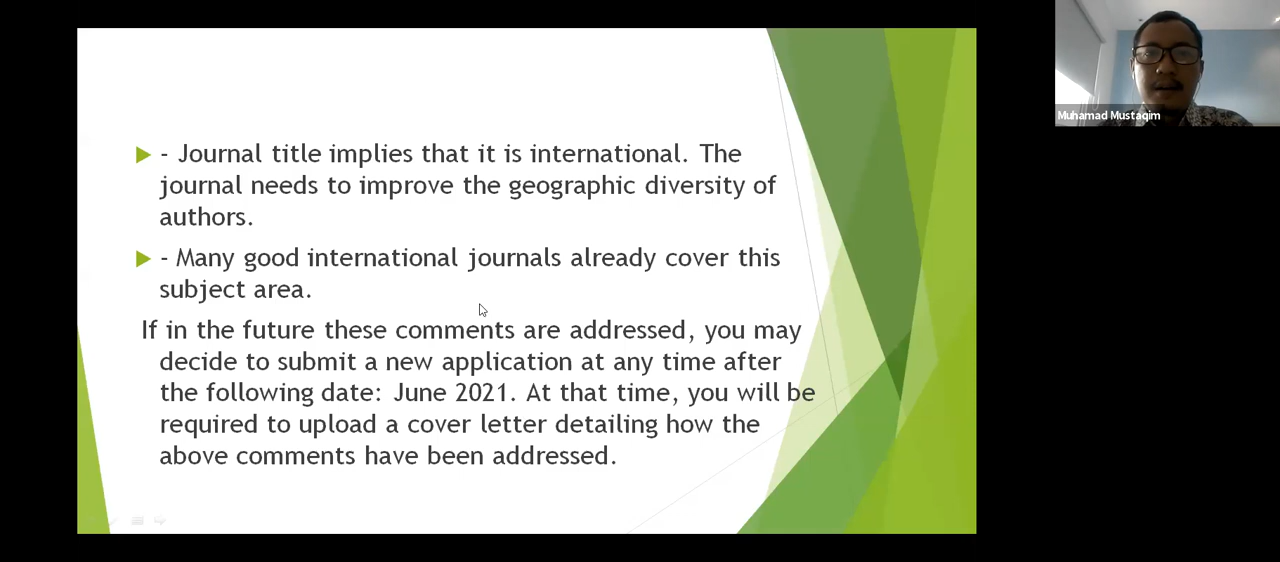 - Journal title implies that it is international. The
journal needs to improve the geographic diversity of
authors.
- Many good international journals already cover this
subject area.
If in the future these comments are addressed, you may
decide to submit a new application at any time after
the following date: June 2021. At that time, you will be
required to upload a cover letter detailing how the
above comments have been addressed.
Muhamad Mustaqim